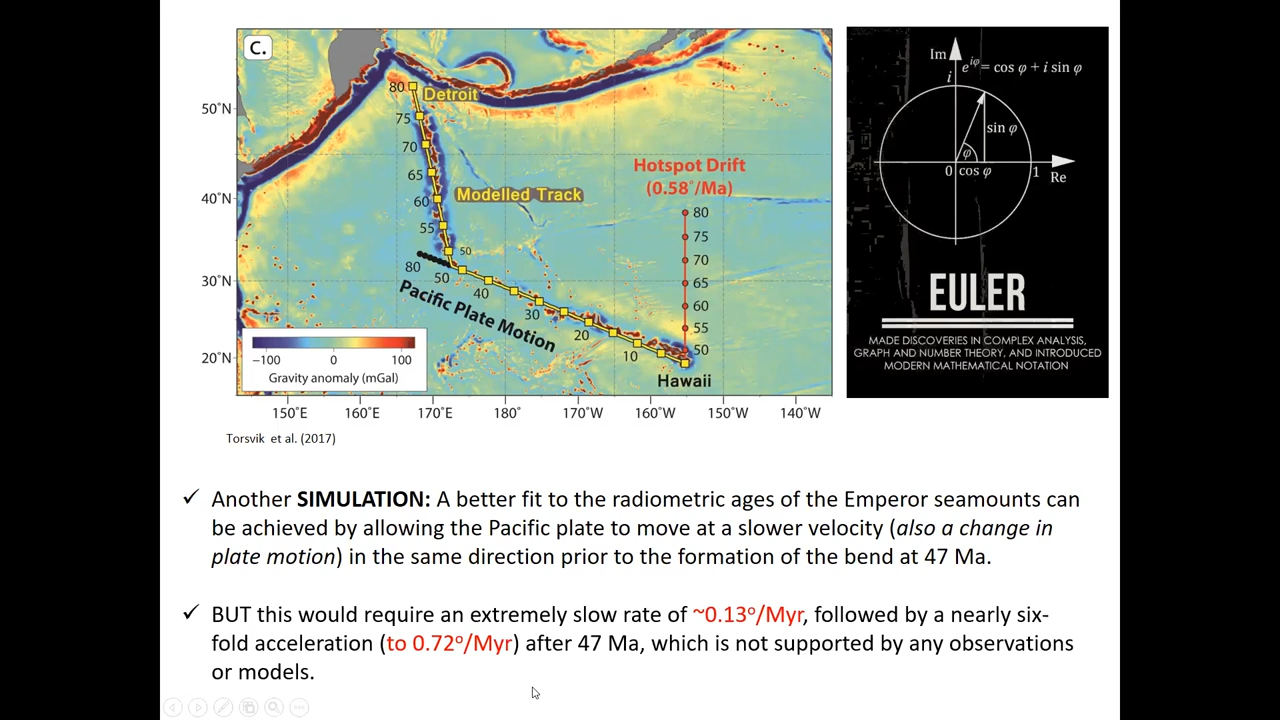 C.
50°N
40°N
30°N
20°N
80
Detroit
75
70
65
60
55
50
Modelled Track
Hotspot Drift
(0.58°/Ma)
80
75
70
65
60
55
50
80
50
40
30
20
10
Pacific Plate Motion
Hawaii
−100
0
100
Gravity anomaly (mGal)
150°E
160°E
170°E
180°
170°W
160°W
150°W
140°W
Torsvik et al. (2017)
Im
i
e^{iφ} = cos φ + i sin φ
sin φ
φ
0
cos φ
1
Re
EULER
MADE DISCOVERIES IN COMPLEX ANALYSIS,
GRAPH AND NUMBER THEORY, AND INTRODUCED
MODERN MATHEMATICAL NOTATION
✓ Another SIMULATION: A better fit to the radiometric ages of the Emperor seamounts can
be achieved by allowing the Pacific plate to move at a slower velocity (also a change in
plate motion) in the same direction prior to the formation of the bend at 47 Ma.
✓ BUT this would require an extremely slow rate of ~0.13°/Myr, followed by a nearly six-
fold acceleration (to 0.72°/Myr) after 47 Ma, which is not supported by any observations
or models.